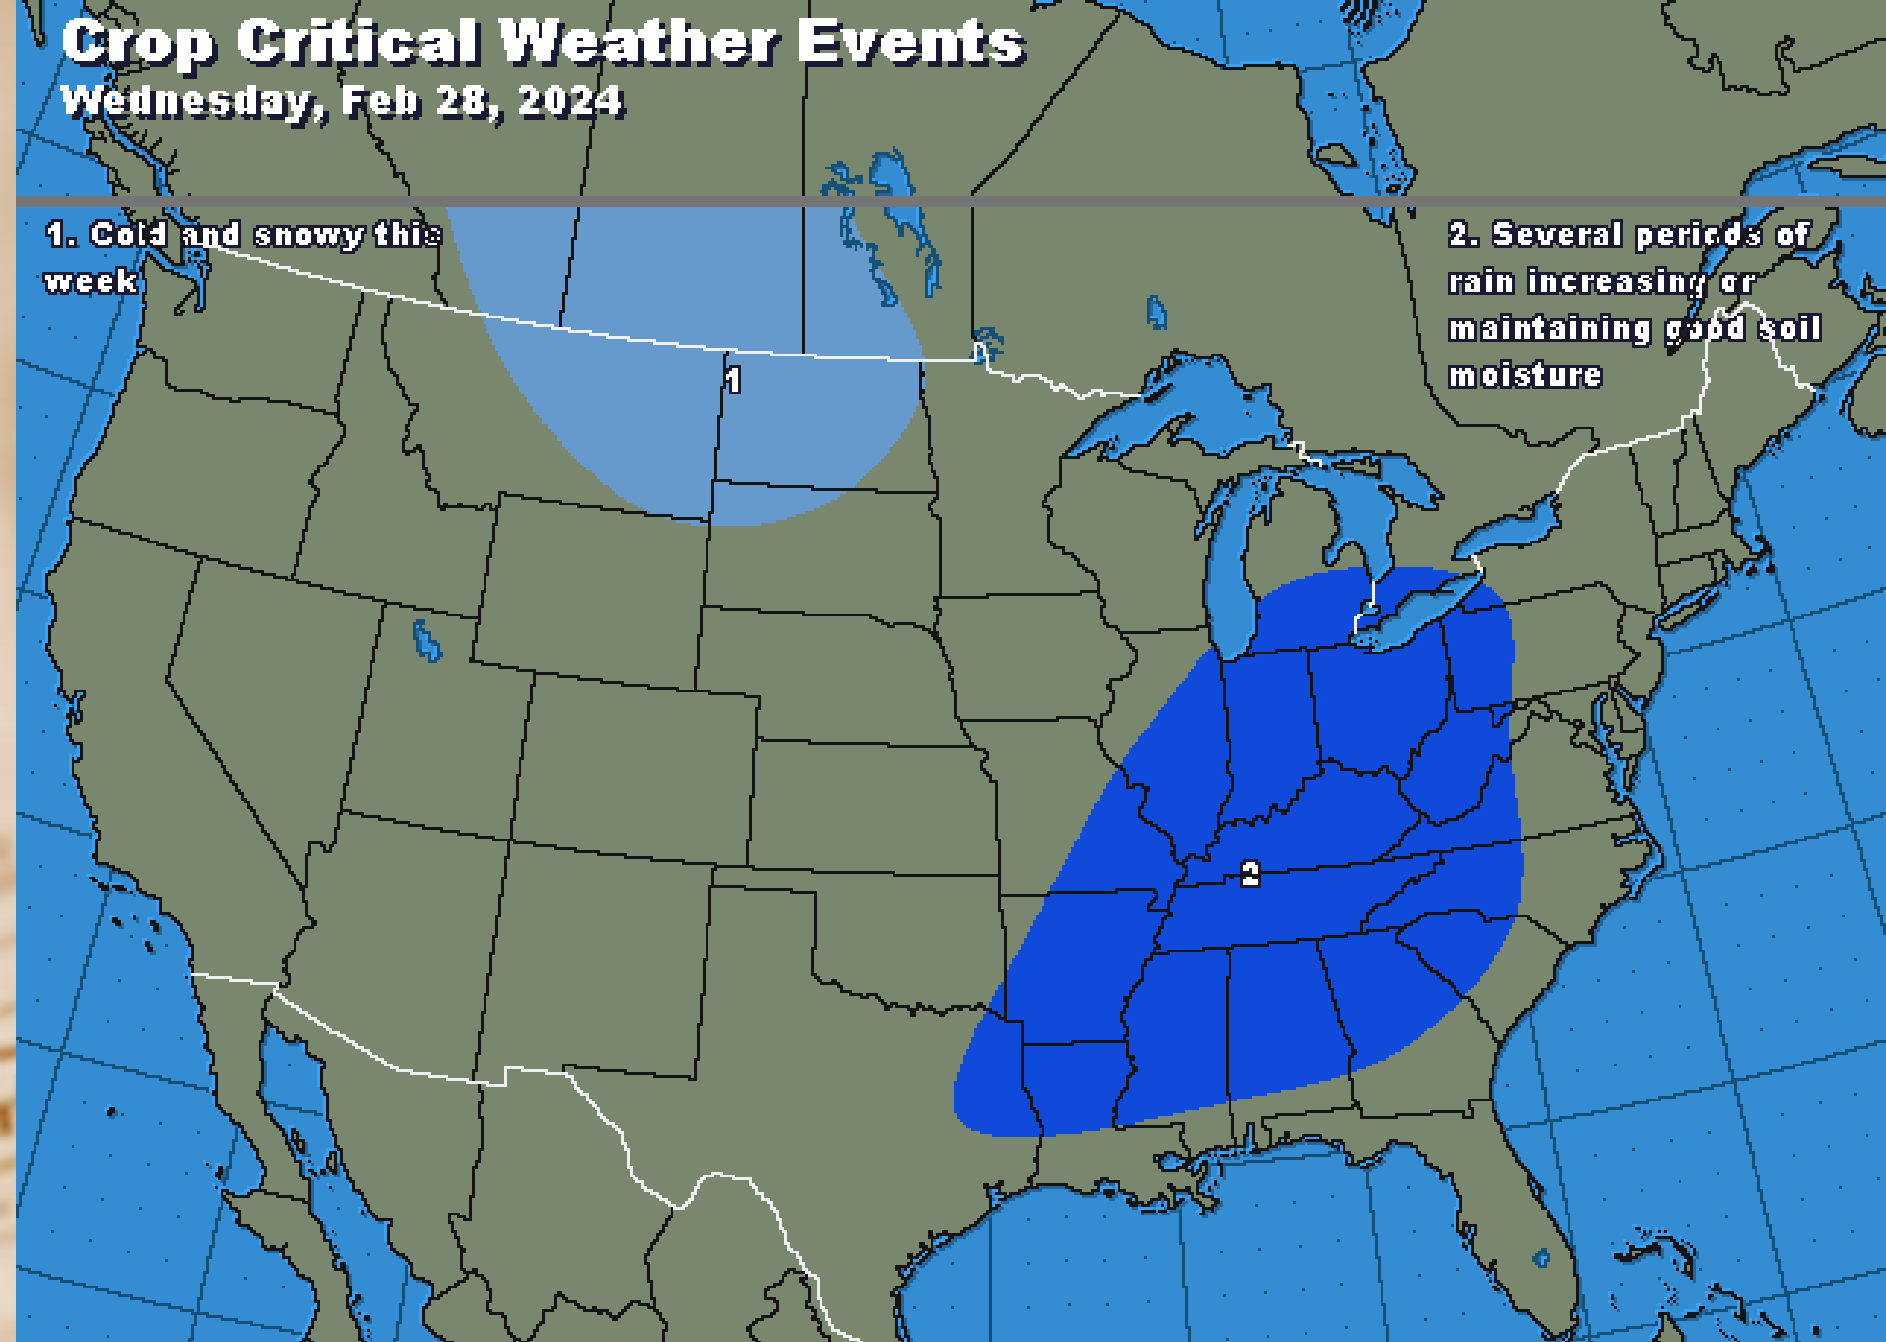 Crop Critical Weather Events
Wednesday, Feb 28, 2024
1. Cold and snowy this
week
2. Several periods of
rain increasing or
maintaining good soil
moisture
1
2